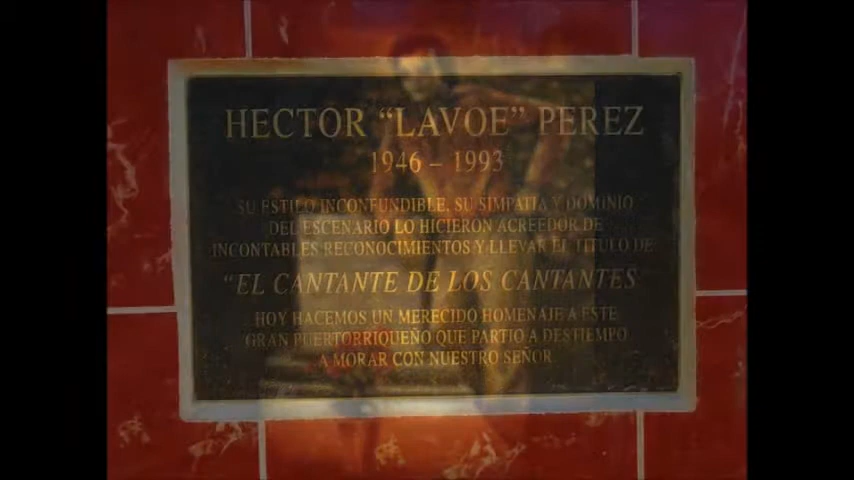 HECTOR “LAVOE” PEREZ
1946 – 1993
SU ESTILO INCONFUNDIBLE, SU SIMPATIA Y DOMINIO
DEL ESCENARIO LO HICIERON ACREEDOR DE
INCONTABLES RECONOCIMIENTOS Y LLEVAR EL TITULO DE
“EL CANTANTE DE LOS CANTANTES”
HOY HACEMOS UN MERECIDO HOMENAJE A ESTE
GRAN PUERTORRIQUEÑO QUE PARTIO A DESTIEMPO
A MORAR CON NUESTRO SEÑOR